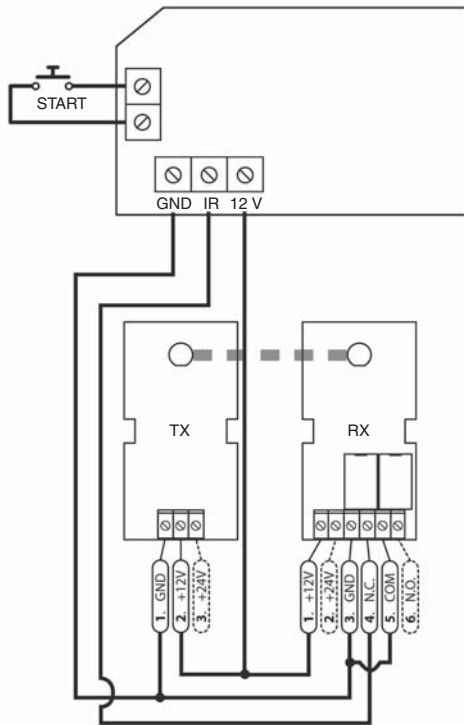 START
GND IR 12 V
TX
RX
1. GND
2. +12V
3. +24V
1. +12V
2. +24V
3. GND
4. N.C.
5. COM
6. N.O.